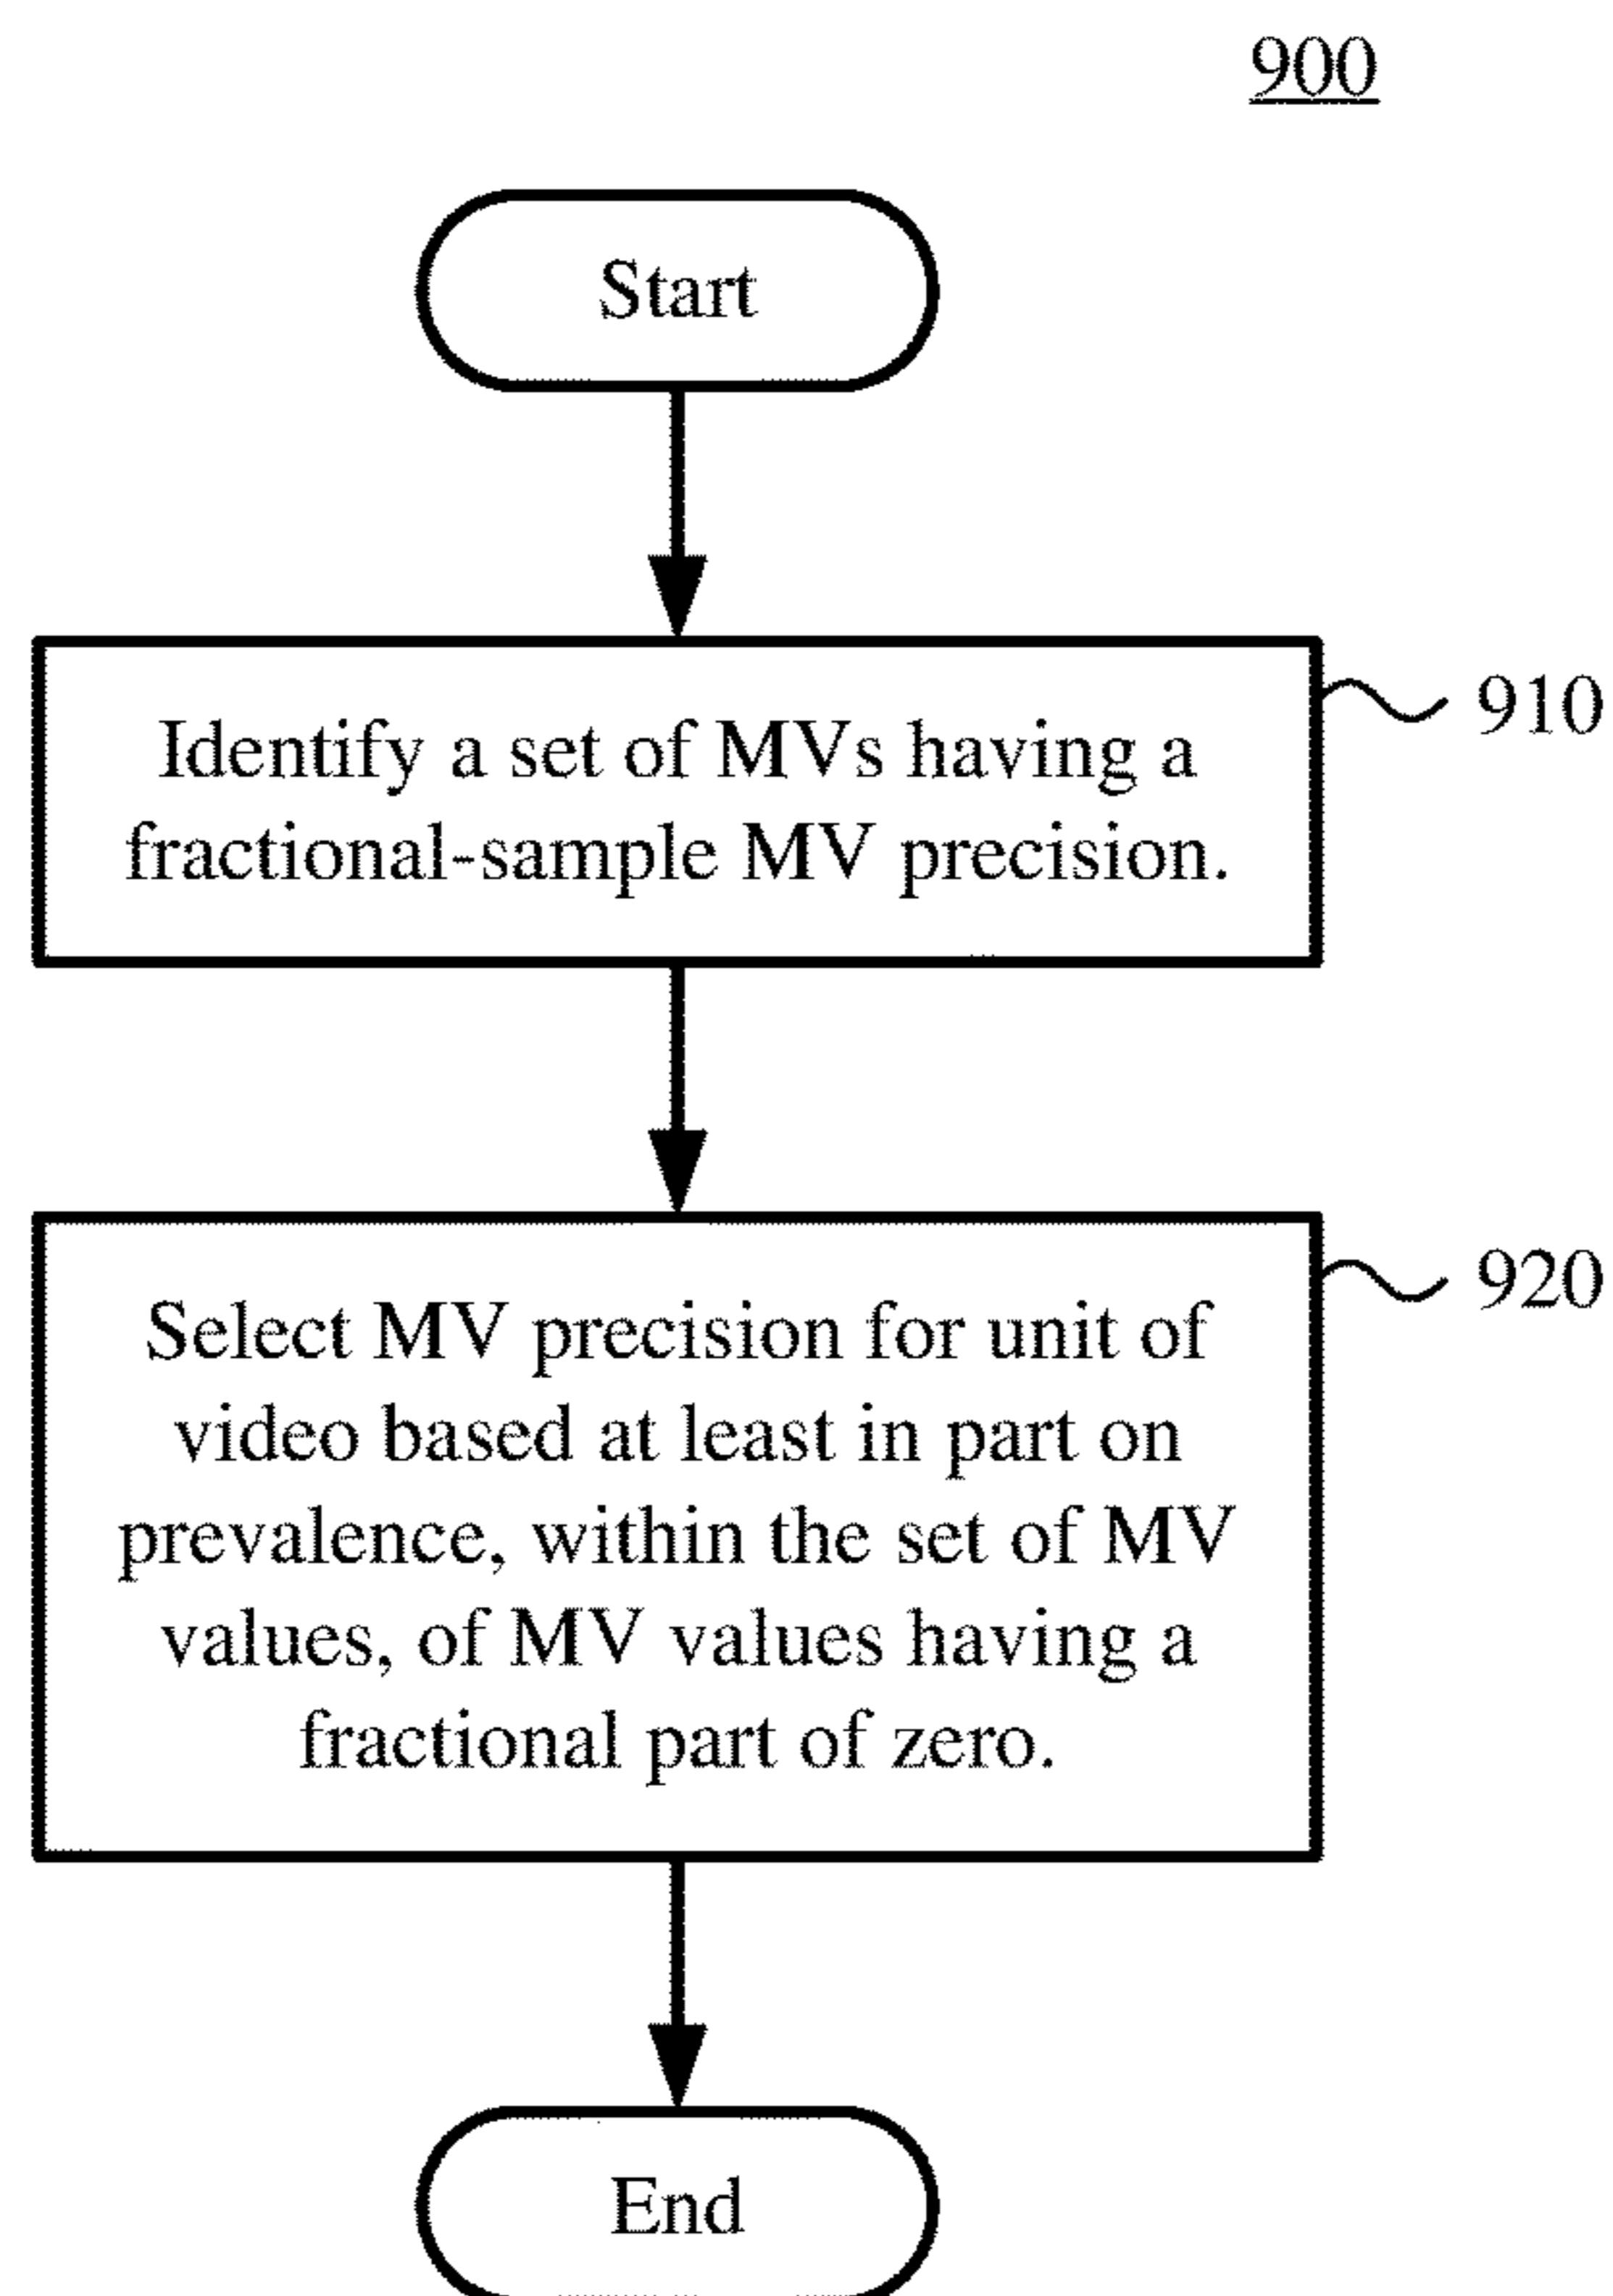 900
Start
Identify a set of MVs having a
fractional-sample MV precision.
910
Select MV precision for unit of
video based at least in part on
prevalence, within the set of MV
values, of MV values having a
fractional part of zero.
920
End